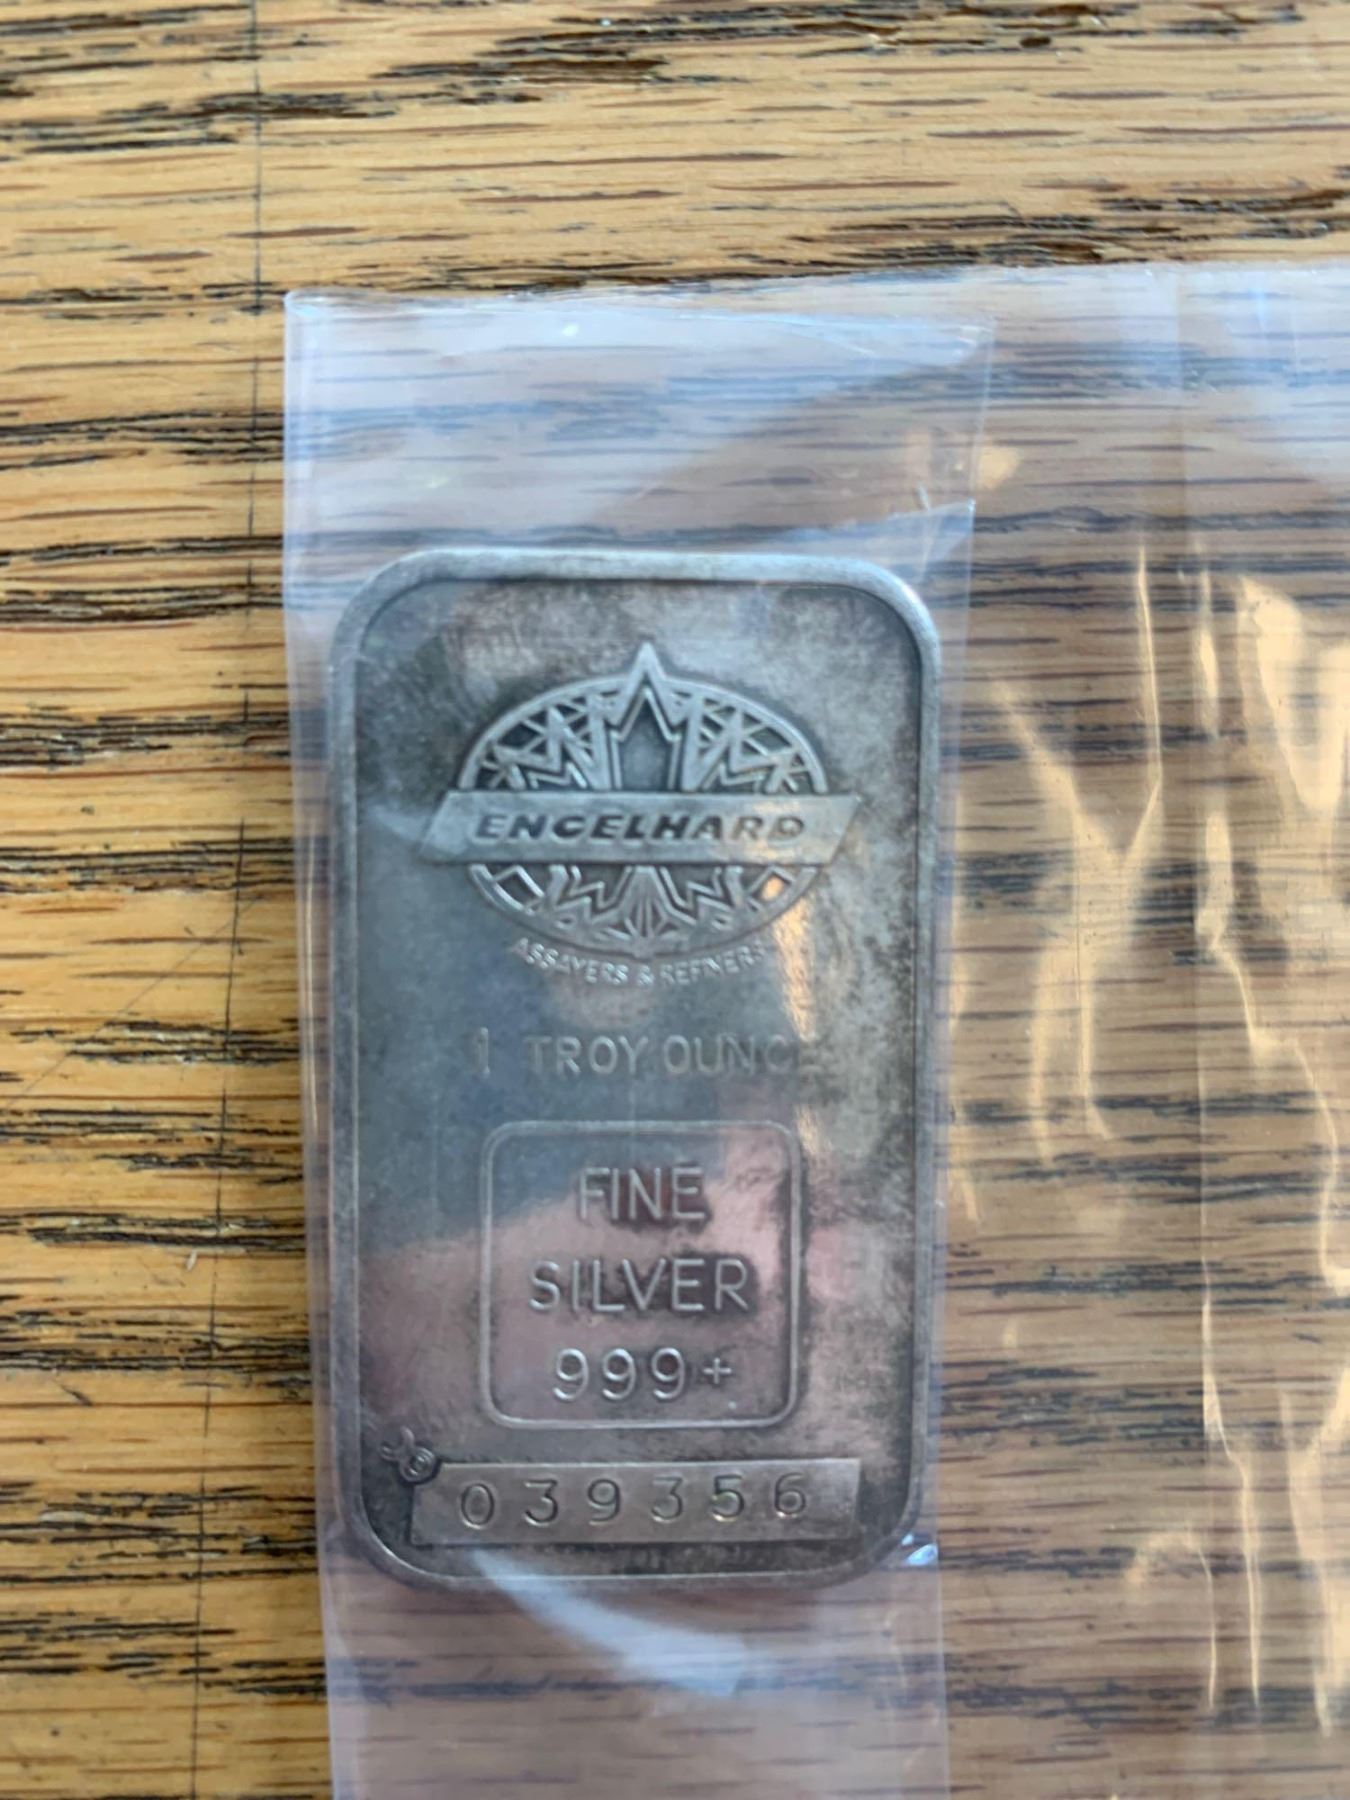 ENGELHARD
ASSAYERS & REFINERS
1 TROY OUNCE
FINE
SILVER
999+
039356